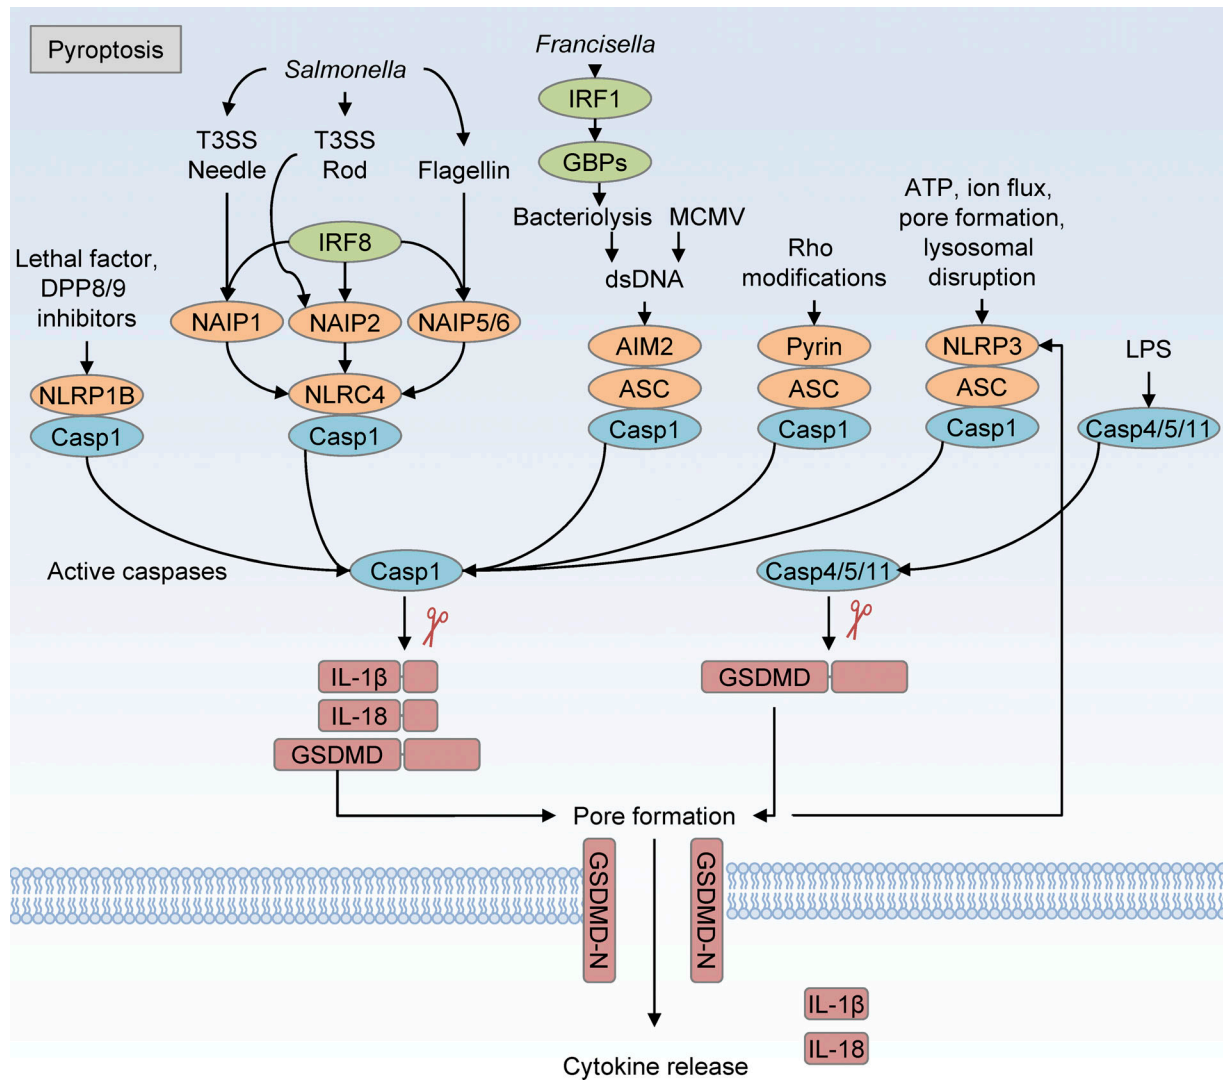 Pyroptosis
Salmonella
T3SS
Needle
T3SS
Rod
Flagellin
Francisella
IRF1
GBPs
Bacteriolysis
MCMV
dsDNA
IRF8
Lethal factor,
DPP8/9
inhibitors
NAIP1
NAIP2
NAIP5/6
Rho
modifications
ATP, ion flux,
pore formation,
lysosomal
disruption
NLRP1B
Casp1
NLRC4
Casp1
AIM2
ASC
Casp1
Pyrin
ASC
Casp1
NLRP3
ASC
Casp1
LPS
Casp4/5/11
Active caspases
Casp1
Casp4/5/11
IL-1β
IL-18
GSDMD
GSDMD
Pore formation
GSDMD-N
GSDMD-N
IL-1β
IL-18
Cytokine release